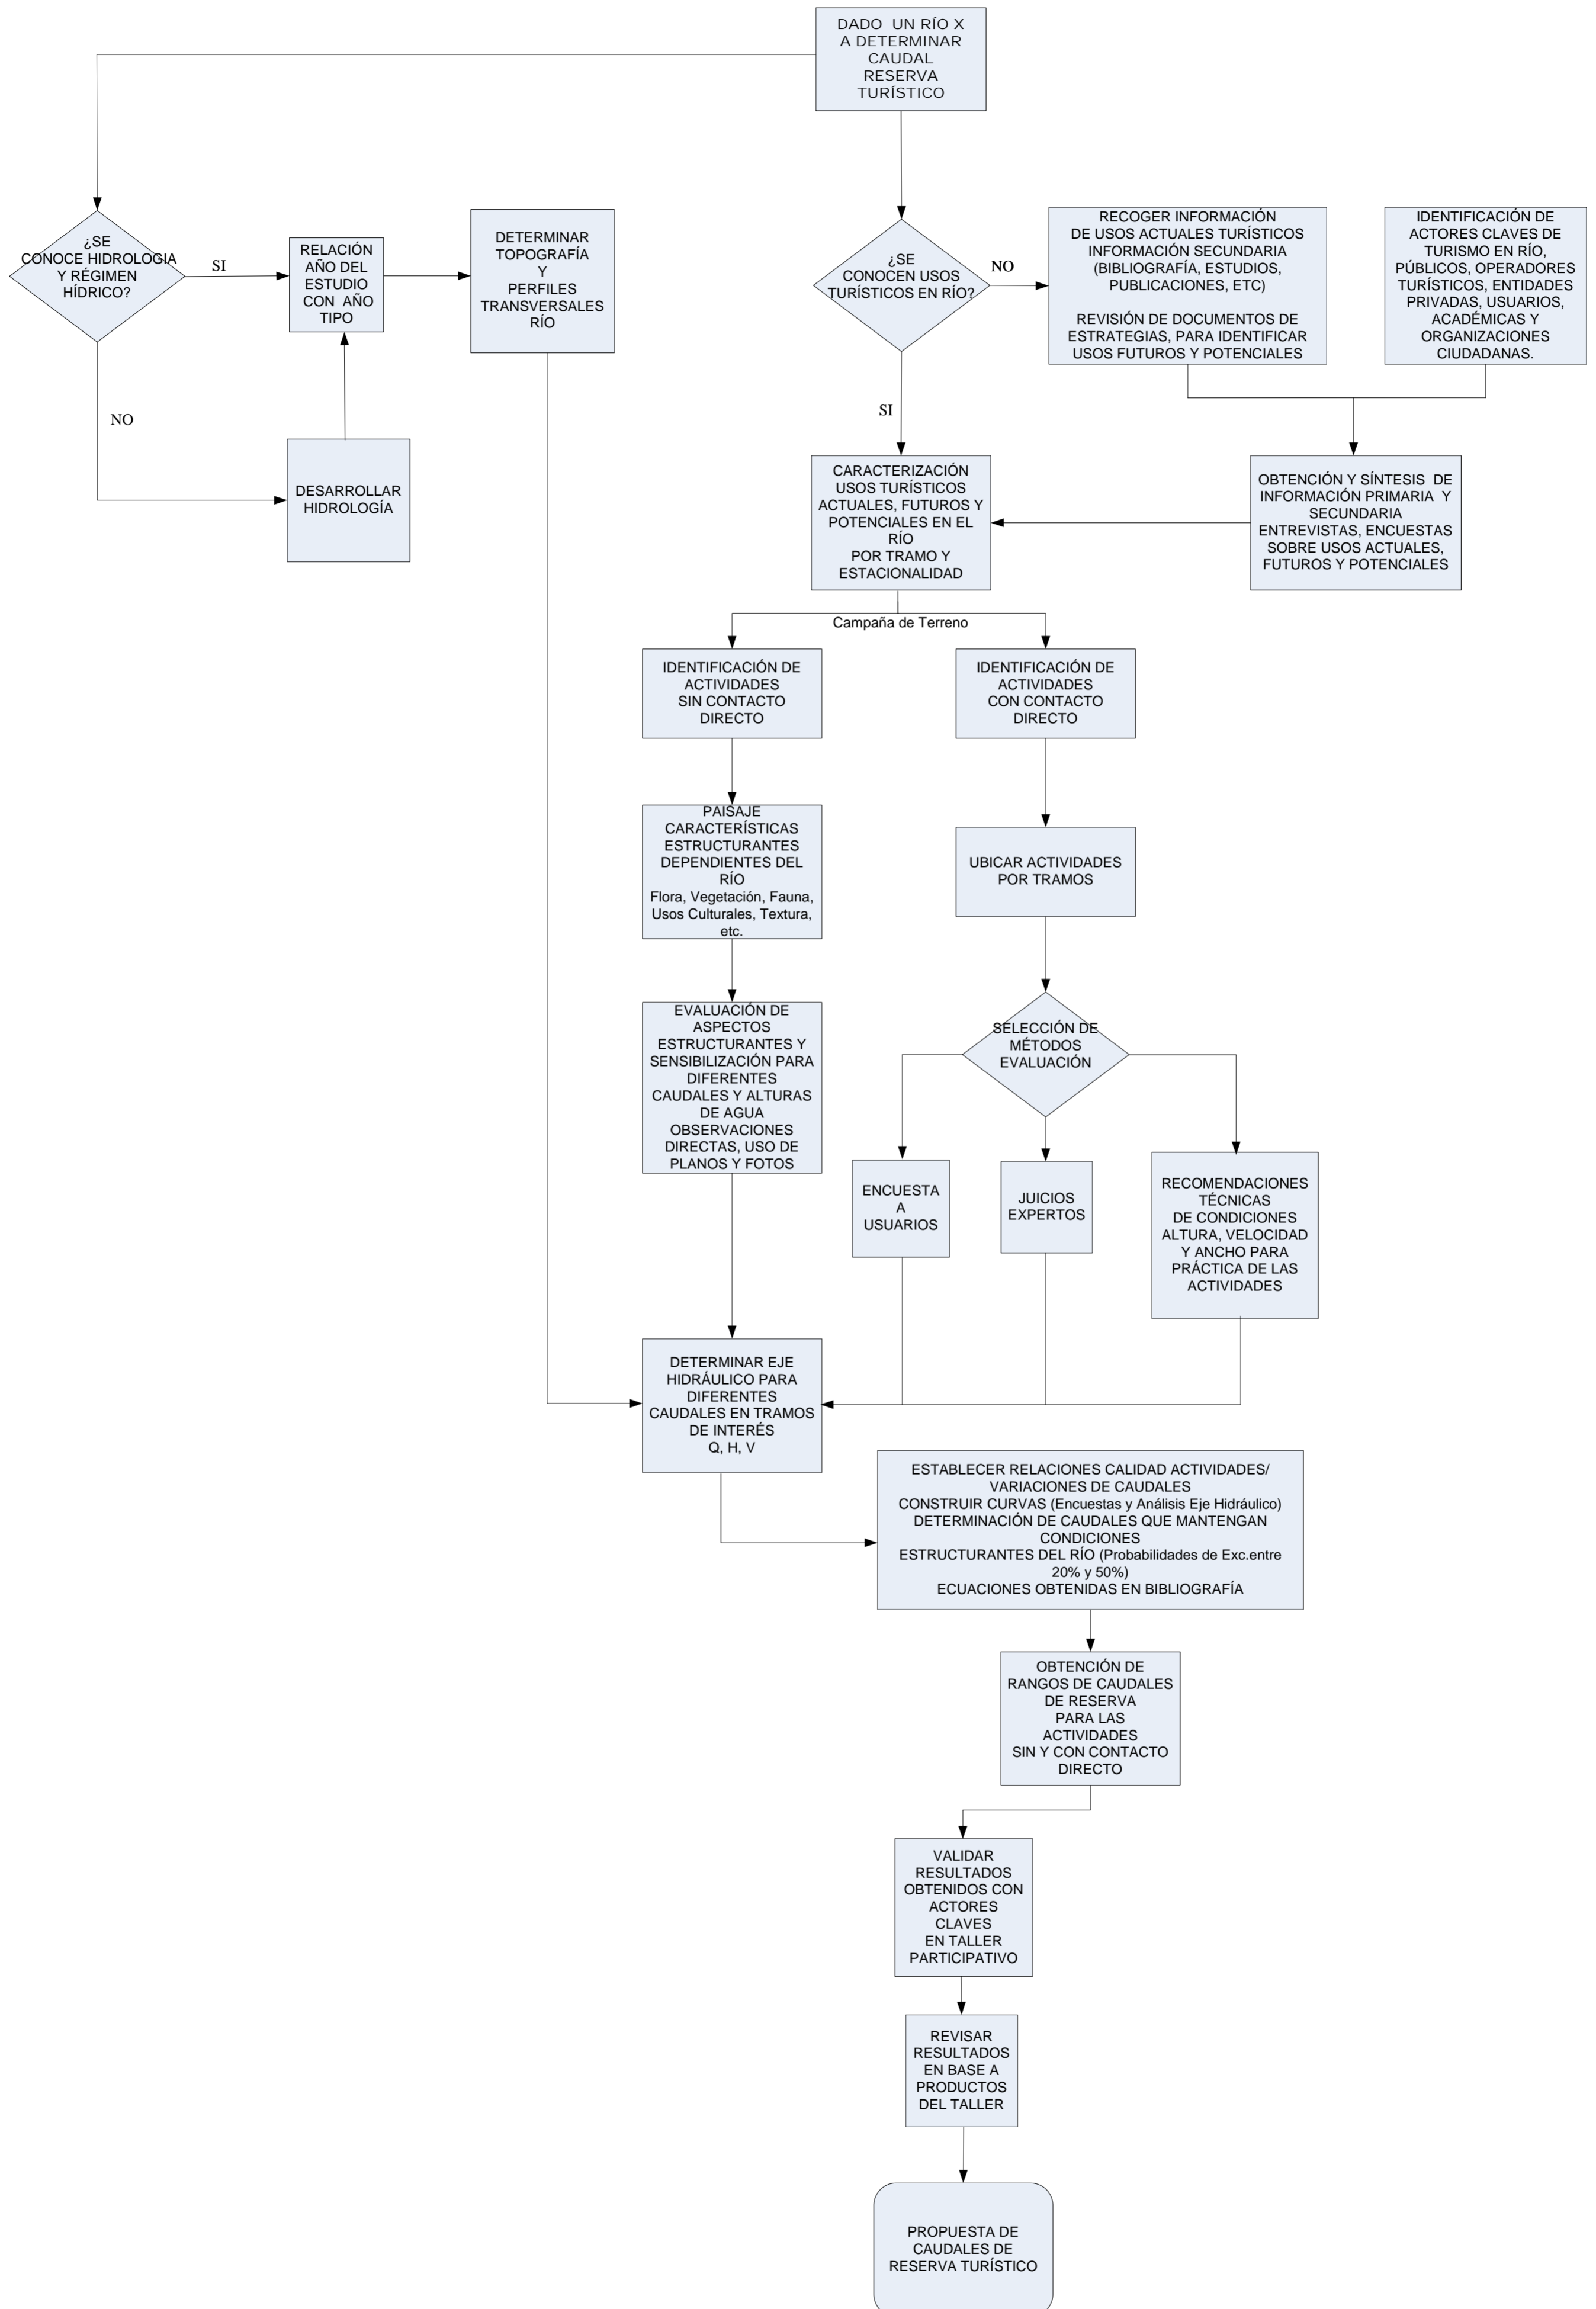 DADO UN RÍO X
A DETERMINAR
CAUDAL
RESERVA
TURÍSTICO
¿SE
CONOCE HIDROLOGIA
Y RÉGIMEN
HÍDRICO?
SI
NO
RELACIÓN
AÑO DEL
ESTUDIO
CON AÑO
TIPO
DETERMINAR
TOPOGRAFÍA
Y
PERFILES
TRANSVERSALES
RÍO
DESARROLLAR
HIDROLOGÍA
¿SE
CONOCEN USOS
TURÍSTICOS EN RÍO?
NO
SI
RECOGER INFORMACIÓN
DE USOS ACTUALES TURÍSTICOS
INFORMACIÓN SECUNDARIA
(BIBLIOGRAFÍA, ESTUDIOS,
PUBLICACIONES, ETC)
REVISIÓN DE DOCUMENTOS DE
ESTRATEGIAS, PARA IDENTIFICAR
USOS FUTUROS Y POTENCIALES
IDENTIFICACIÓN DE
ACTORES CLAVES DE
TURISMO EN RÍO,
PÚBLICOS, OPERADORES
TURÍSTICOS, ENTIDADES
PRIVADAS, USUARIOS,
ACADÉMICAS Y
ORGANIZACIONES
CIUDADANAS.
CARACTERIZACIÓN
USOS TURÍSTICOS
ACTUALES, FUTUROS Y
POTENCIALES EN EL
RÍO
POR TRAMO Y
ESTACIONALIDAD
OBTENCIÓN Y SÍNTESIS DE
INFORMACIÓN PRIMARIA Y
SECUNDARIA
ENTREVISTAS, ENCUESTAS
SOBRE USOS ACTUALES,
FUTUROS Y POTENCIALES
Campaña de Terreno
IDENTIFICACIÓN DE
ACTIVIDADES
SIN CONTACTO
DIRECTO
IDENTIFICACIÓN DE
ACTIVIDADES
CON CONTACTO
DIRECTO
PAISAJE
CARACTERÍSTICAS
ESTRUCTURANTES
DEPENDIENTES DEL
RÍO
Flora, Vegetación, Fauna,
Usos Culturales, Textura,
etc.
UBICAR ACTIVIDADES
POR TRAMOS
EVALUACIÓN DE
ASPECTOS
ESTRUCTURANTES Y
SENSIBILIZACIÓN PARA
DIFERENTES
CAUDALES Y ALTURAS
DE AGUA
OBSERVACIONES
DIRECTAS, USO DE
PLANOS Y FOTOS
SELECCIÓN DE
MÉTODOS
EVALUACIÓN
ENCUESTA
A
USUARIOS
JUICIOS
EXPERTOS
RECOMENDACIONES
TÉCNICAS
DE CONDICIONES
ALTURA, VELOCIDAD
Y ANCHO PARA
PRÁCTICA DE LAS
ACTIVIDADES
DETERMINAR EJE
HIDRÁULICO PARA
DIFERENTES
CAUDALES EN TRAMOS
DE INTERÉS
Q, H, V
ESTABLECER RELACIONES CALIDAD ACTIVIDADES/
VARIACIONES DE CAUDALES
CONSTRUIR CURVAS (Encuestas y Análisis Eje Hidráulico)
DETERMINACIÓN DE CAUDALES QUE MANTENGAN
CONDICIONES
ESTRUCTURANTES DEL RÍO (Probabilidades de Exc.entre
20% y 50%)
ECUACIONES OBTENIDAS EN BIBLIOGRAFÍA
OBTENCIÓN DE
RANGOS DE CAUDALES
DE RESERVA
PARA LAS
ACTIVIDADES
SIN Y CON CONTACTO
DIRECTO
VALIDAR
RESULTADOS
OBTENIDOS CON
ACTORES
CLAVES
EN TALLER
PARTICIPATIVO
REVISAR
RESULTADOS
EN BASE A
PRODUCTOS
DEL TALLER
PROPUESTA DE
CAUDALES DE
RESERVA TURÍSTICO